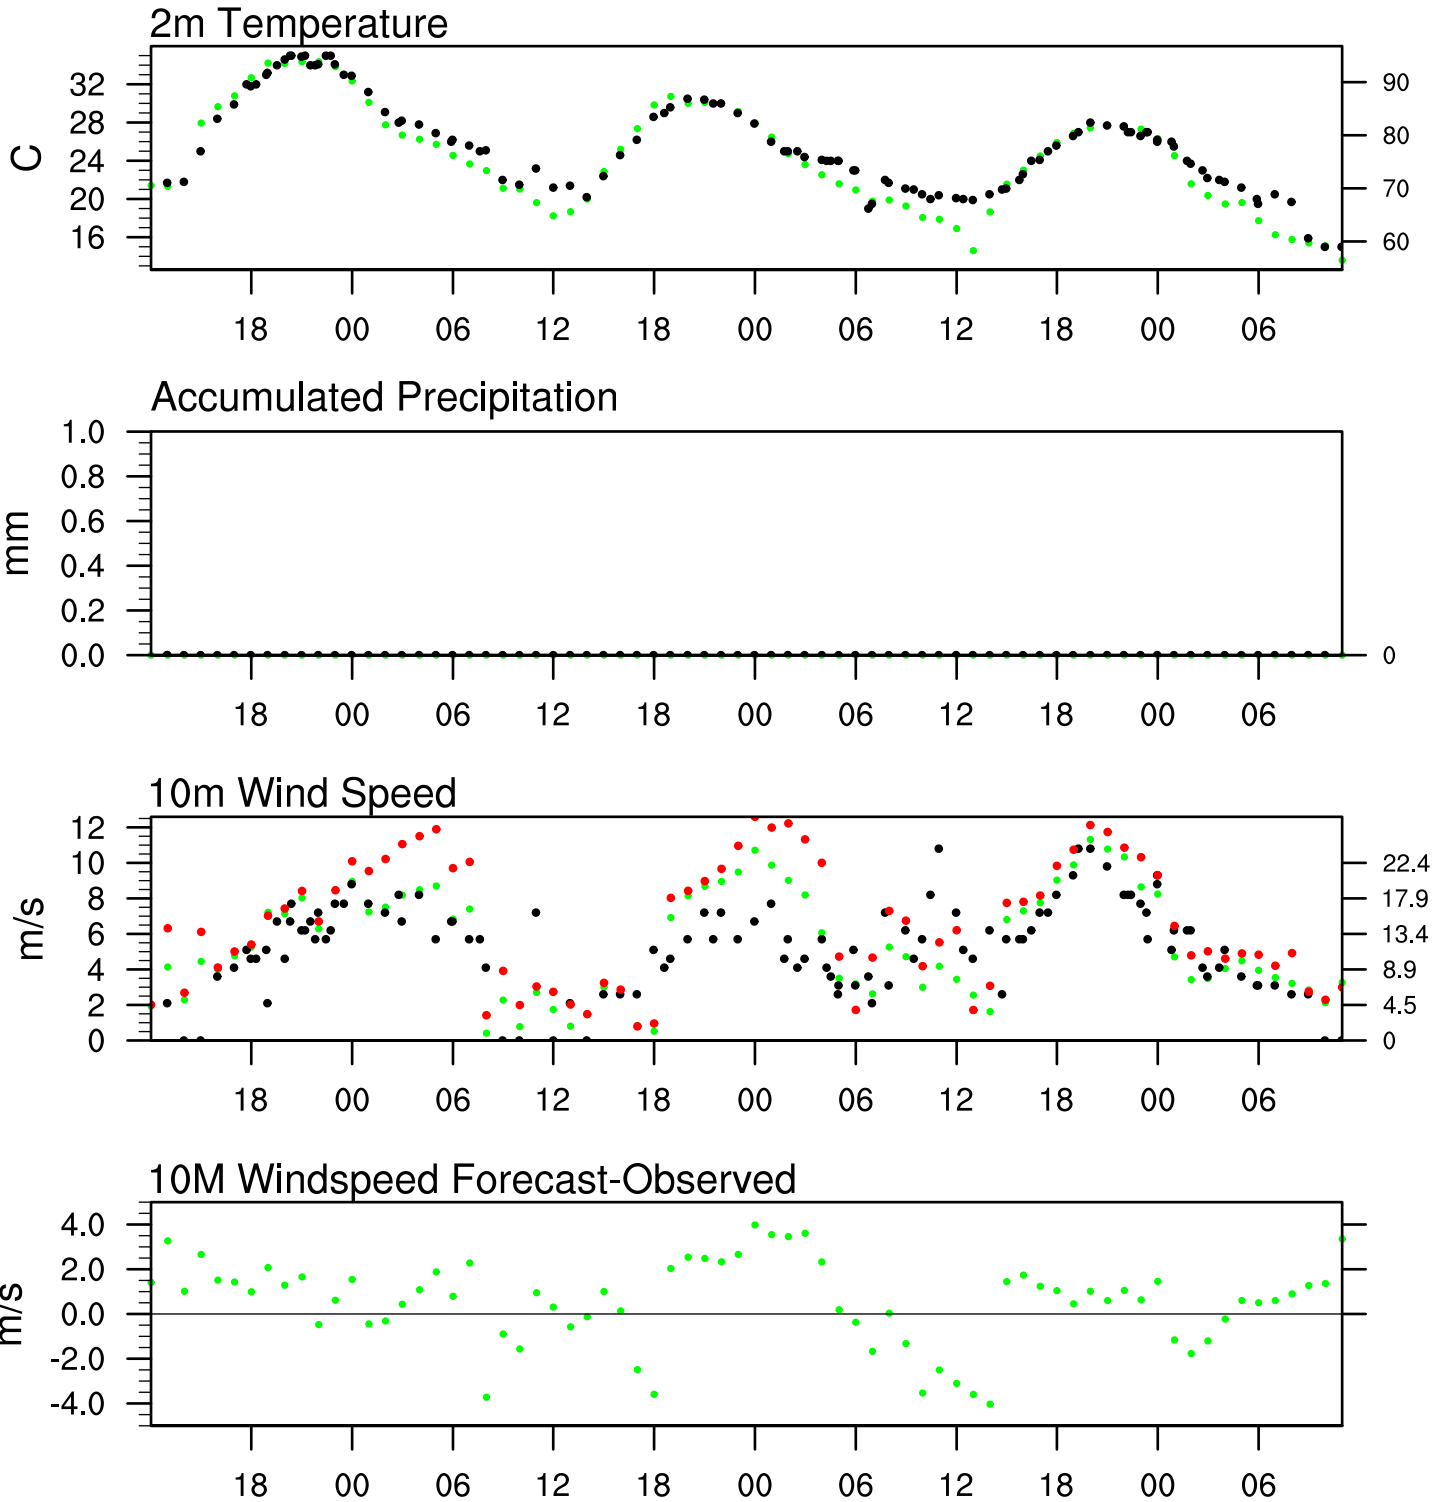 2m Temperature
C
32
28
24
20
16
90
80
70
60
18 00 06 12 18 00 06 12 18 00 06
Accumulated Precipitation
mm
1.0
0.8
0.6
0.4
0.2
0.0
0
18 00 06 12 18 00 06 12 18 00 06
10m Wind Speed
m/s
12
10
8
6
4
2
0
22.4
17.9
13.4
8.9
4.5
0
18 00 06 12 18 00 06 12 18 00 06
10M Windspeed Forecast-Observed
m/s
4.0
2.0
0.0
-2.0
-4.0
18 00 06 12 18 00 06 12 18 00 06